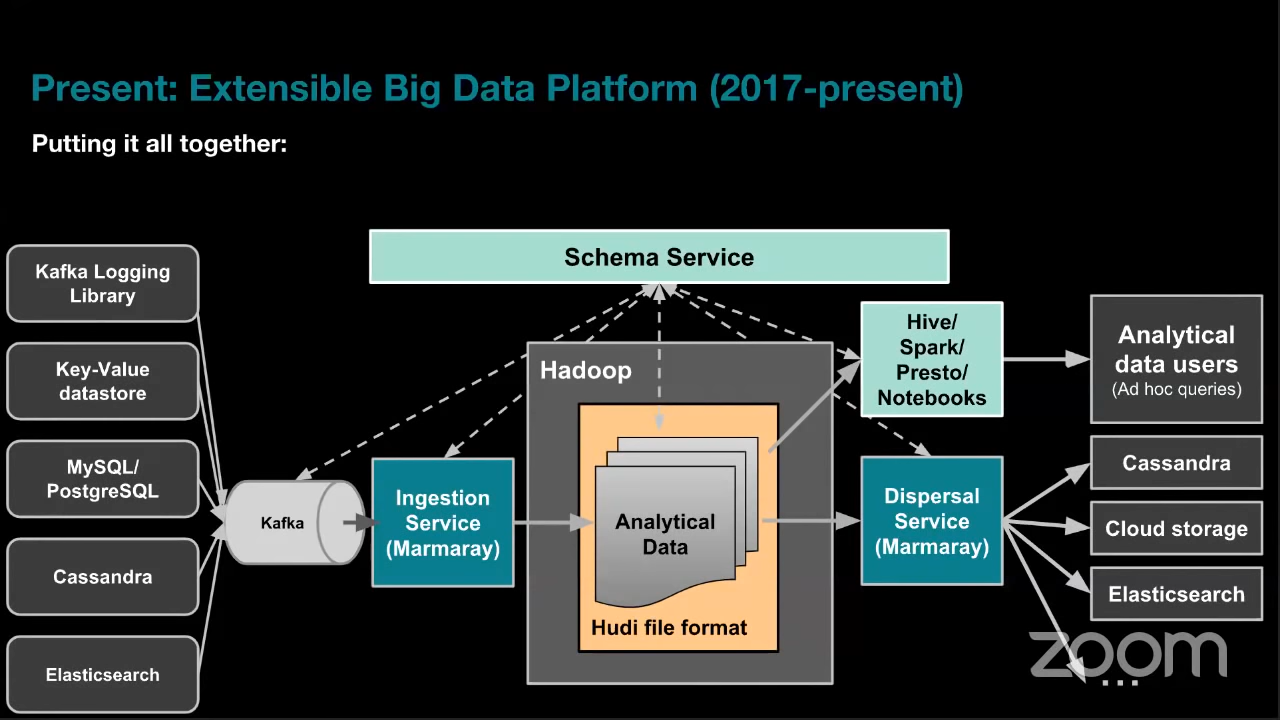 Present: Extensible Big Data Platform (2017-present)
Putting it all together:
Schema Service
Kafka Logging
Library
Key-Value
datastore
MySQL/
PostgreSQL
Cassandra
Elasticsearch
Kafka
Ingestion
Service
(Marmaray)
Hadoop
Analytical
Data
Hudi file format
Hive/
Spark/
Presto/
Notebooks
Dispersal
Service
(Marmaray)
Analytical
data users
(Ad hoc queries)
Cassandra
Cloud storage
Elasticsearch
...
zoom